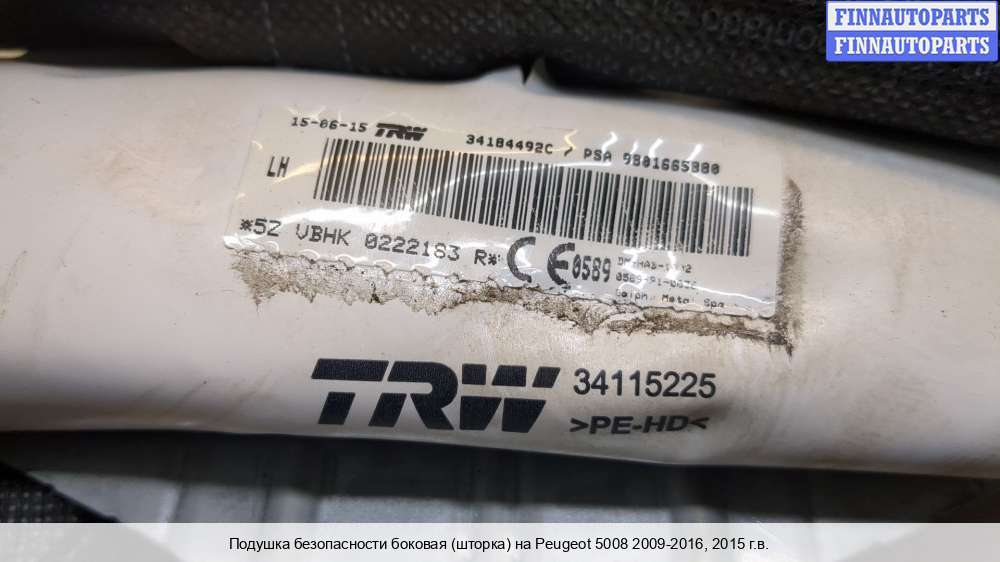 FINNAUTOPARTS
FINNAUTOPARTS
15-06-15 TRW 34184492C / PSA 9801665880
LH
*5Z VBHK 0222183 R* CE 0589
Spa
TRW 34115225
>PE-HD<
Подушка безопасности боковая (шторка) на Peugeot 5008 2009-2016, 2015 г.в.